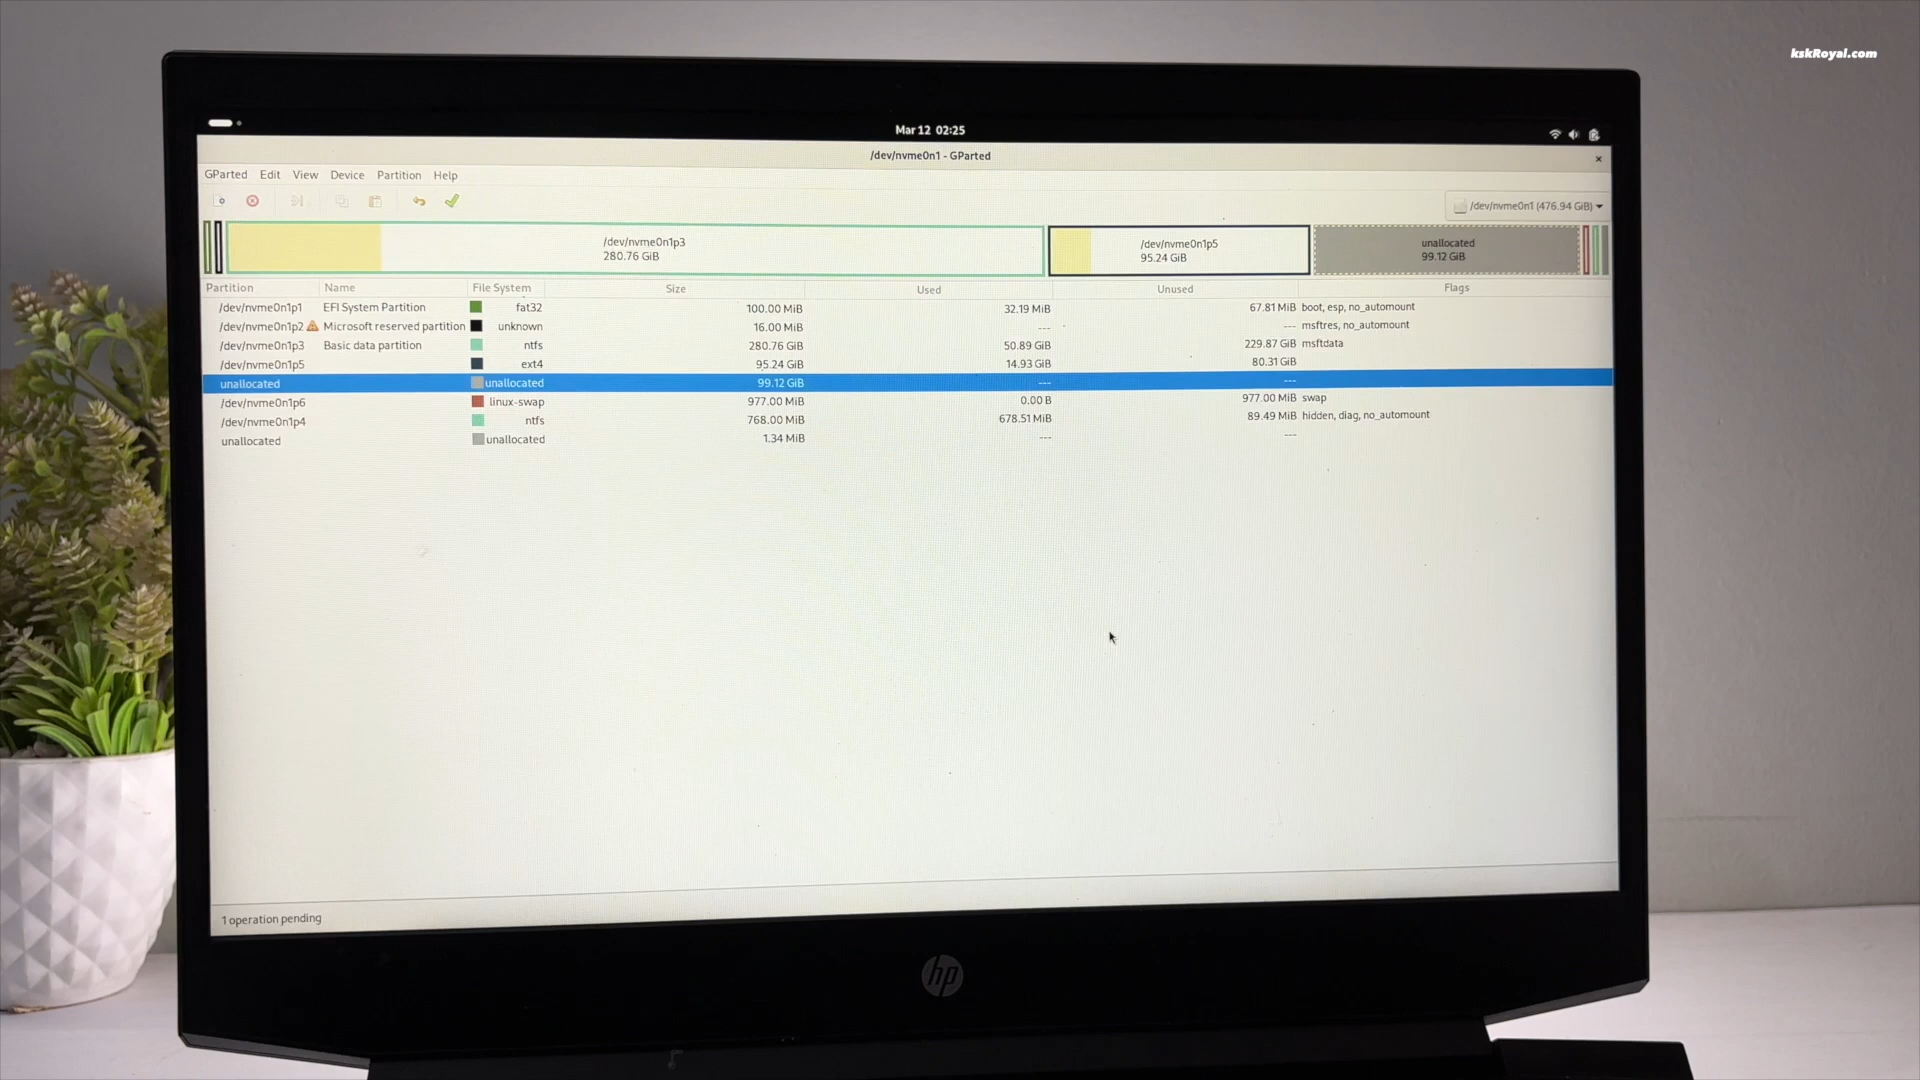 kskRoyal.com
Mar 12 02:25
/dev/nvme0n1 - GParted
GParted Edit View Device Partition Help
/dev/nvme0n1 (476.94 GiB)
/dev/nvme0n1p3
280.76 GiB
/dev/nvme0n1p5
95.24 GiB
unallocated
99.12 GiB
Partition Name File System Size Used Unused Flags
/dev/nvme0n1p1 EFI System Partition fat32 100.00 MiB 32.19 MiB 67.81 MiB boot, esp, no_automount
/dev/nvme0n1p2 Microsoft reserved partition unknown 16.00 MiB --- --- msftres, no_automount
/dev/nvme0n1p3 Basic data partition ntfs 280.76 GiB 50.89 GiB 229.87 GiB msftdata
/dev/nvme0n1p5 ext4 95.24 GiB 14.93 GiB 80.31 GiB
unallocated unallocated 99.12 GiB --- ---
/dev/nvme0n1p6 linux-swap 977.00 MiB 0.00 B 977.00 MiB swap
/dev/nvme0n1p4 ntfs 768.00 MiB 678.51 MiB 89.49 MiB hidden, diag, no_automount
unallocated unallocated 1.34 MiB --- ---
1 operation pending
hp